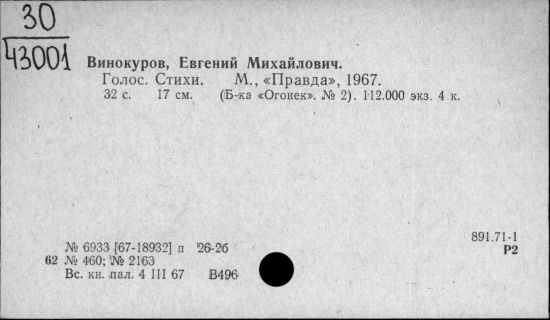 30
43001
Винокуров, Евгений Михайлович.
Голос. Стихи. М., «Правда», 1967.
32 с. 17 см. (Б-ка «Огонек». № 2). 112.000 экз. 4 к.
891.71-1
Р2
№ 6933 [67-18932] п 26-2б
62 № 460; № 2163
Вс. кн. пал. 4 III 67 В496